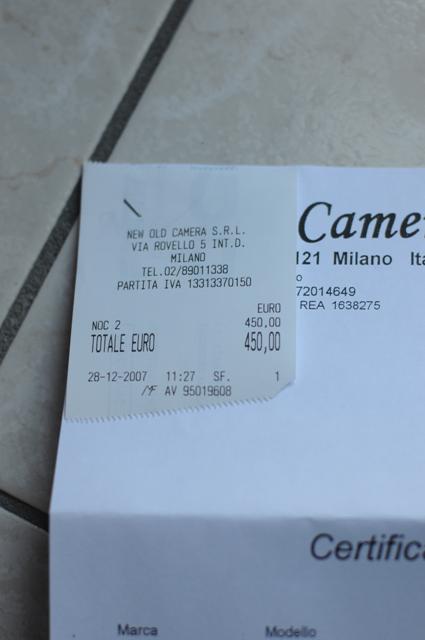 NEW OLD CAMERA S.R.L.
VIA ROVELLO 5 INT.D.
MILANO
TEL.02/89011338
PARTITA IVA 13313370150
EURO
NOC 2 450,00
TOTALE EURO 450,00
28-12-2007 11:27 SF. 1
MF AV 95019608
Came
121 Milano Ita
o
72014649
REA 1638275
Certifica
Marca Modello